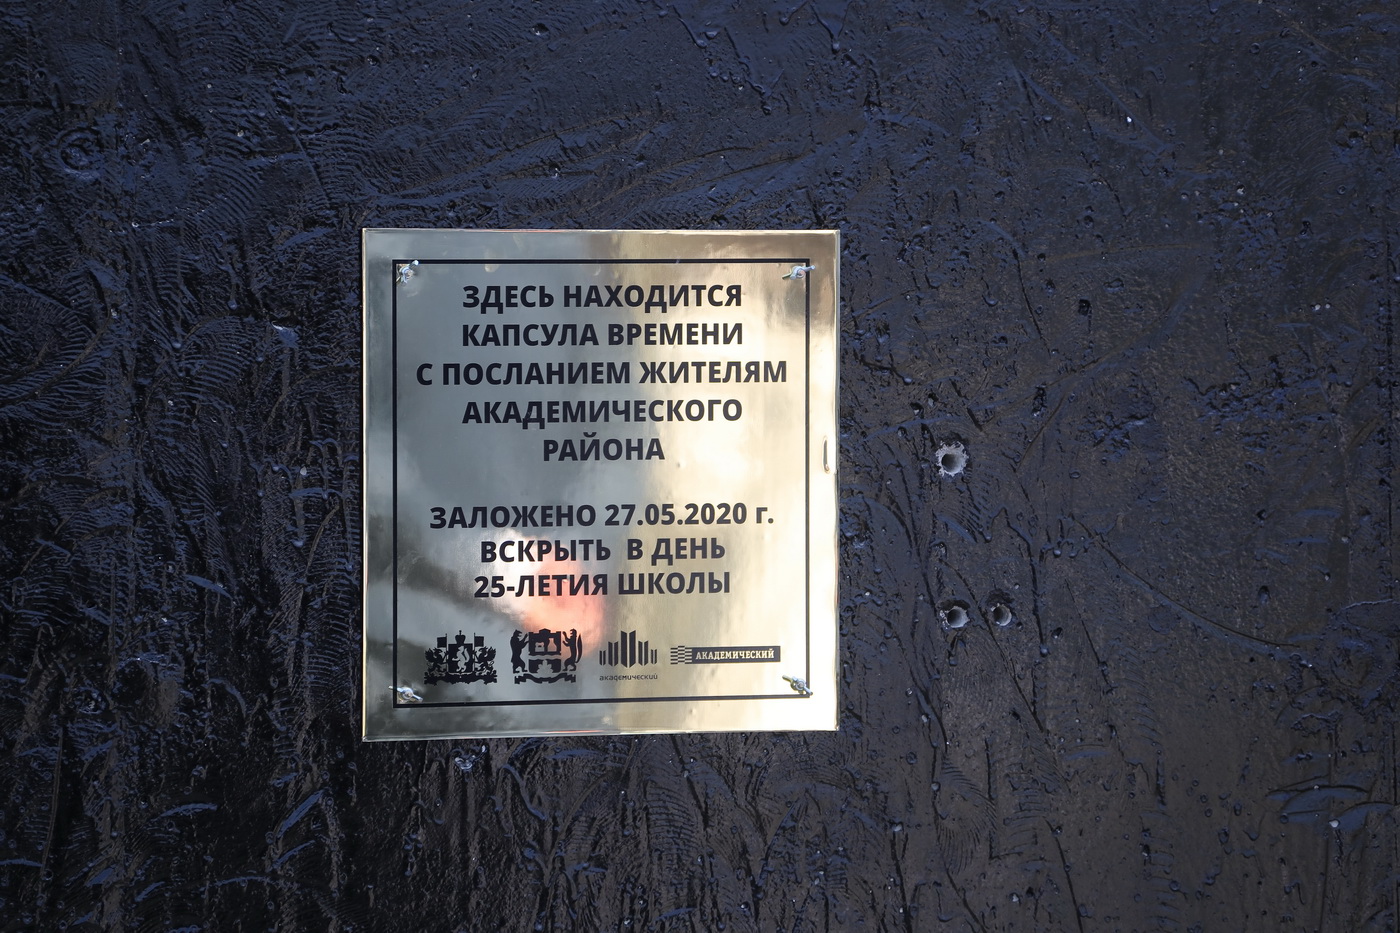 ЗДЕСЬ НАХОДИТСЯ
КАПСУЛА ВРЕМЕНИ
С ПОСЛАНИЕМ ЖИТЕЛЯМ
АКАДЕМИЧЕСКОГО
РАЙОНА
ЗАЛОЖЕНО 27.05.2020 г.
ВСКРЫТЬ В ДЕНЬ
25-ЛЕТИЯ ШКОЛЫ
академический
АКАДЕМИЧЕСКИЙ